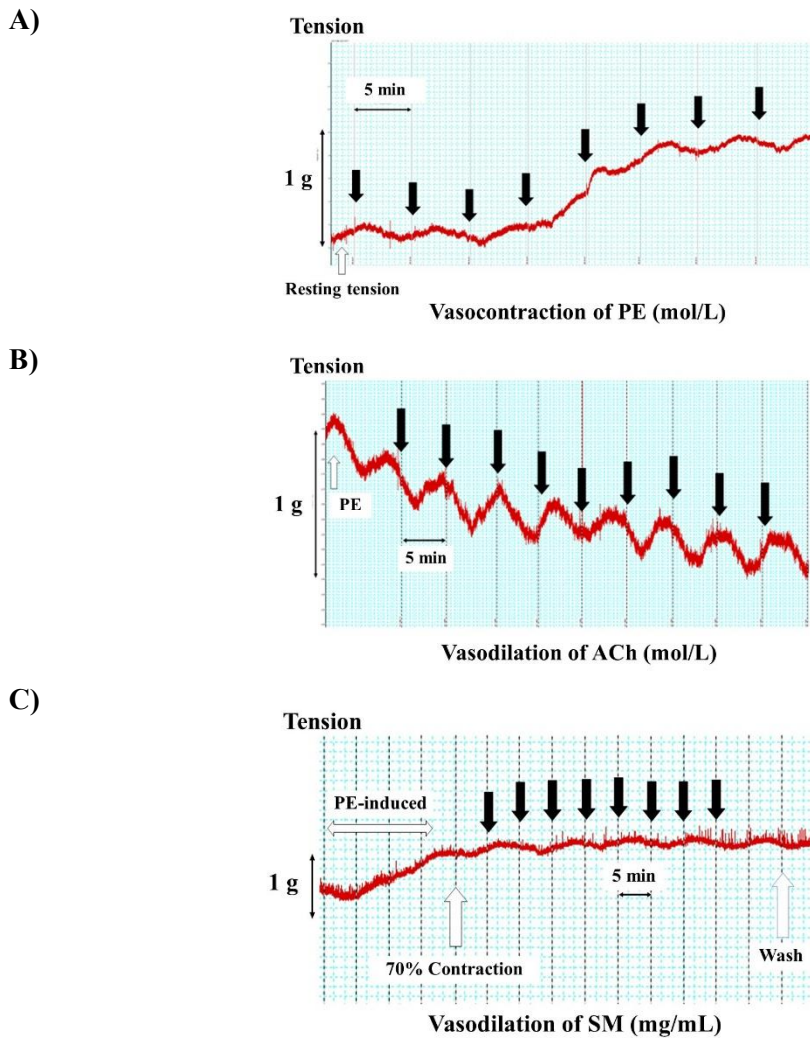 A)
Tension
5 min
1 g
Resting tension
Vasocontraction of PE (mol/L)
B)
Tension
1 g
PE
5 min
Vasodilation of ACh (mol/L)
C)
Tension
PE-induced
1 g
5 min
70% Contraction
Wash
Vasodilation of SM (mg/mL)